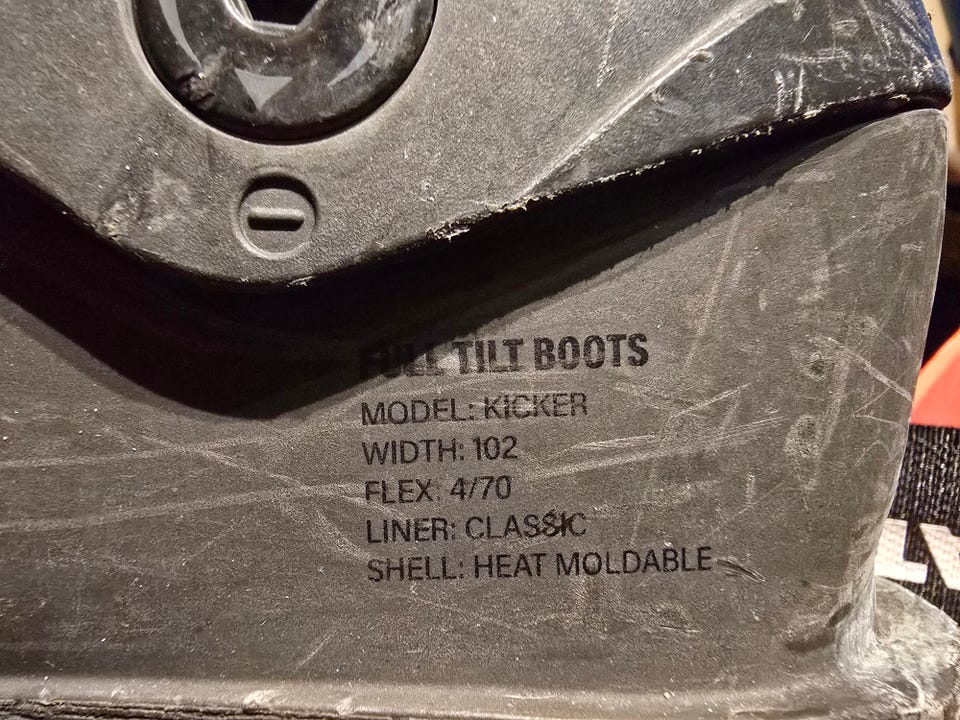 FULL TILT BOOTS
MODEL: KICKER
WIDTH: 102
FLEX: 4/70
LINER: CLASSIC
SHELL: HEAT MOLDABLE